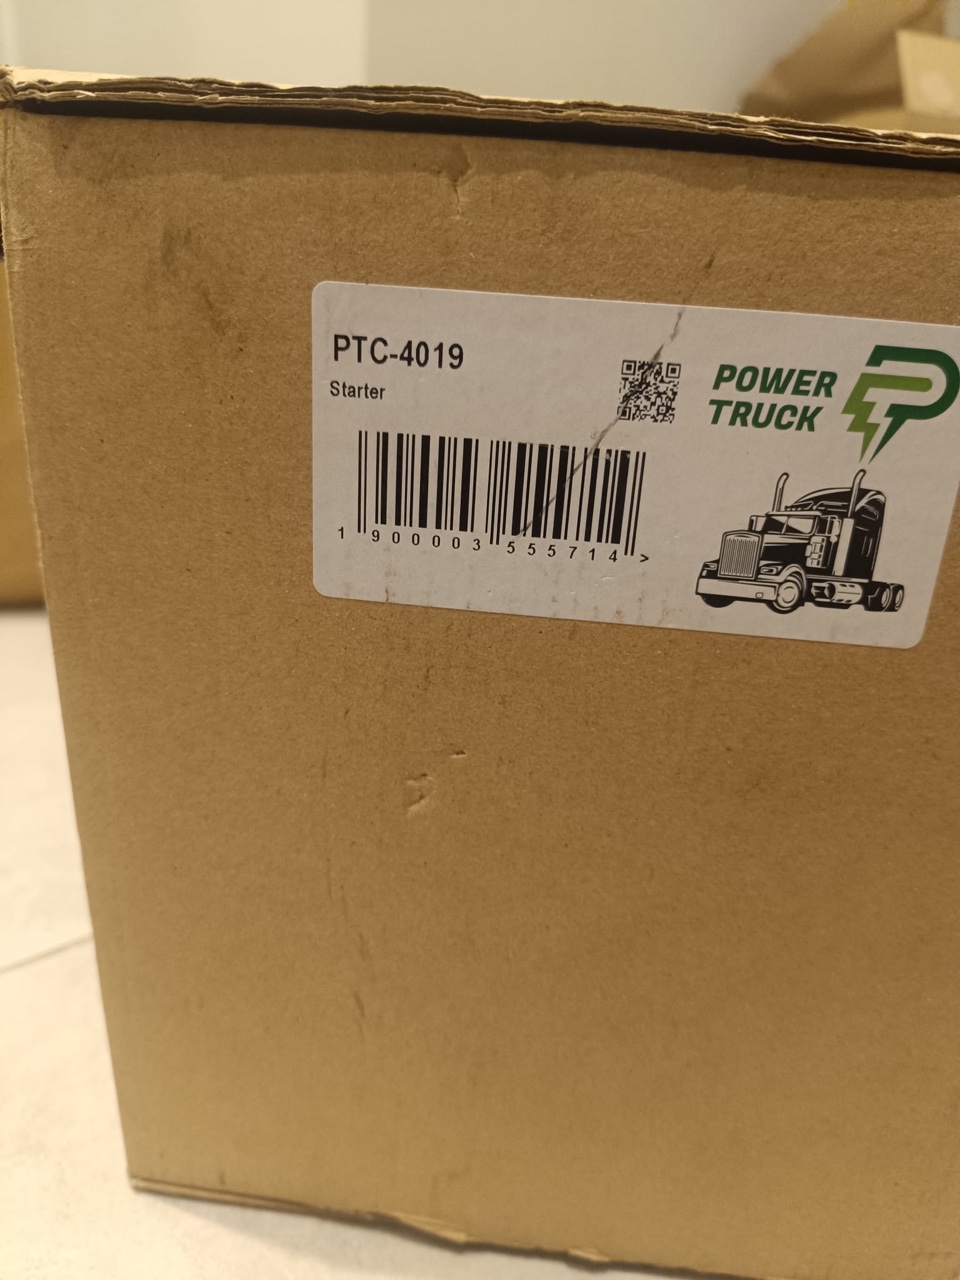 PTC-4019
Starter
POWER
TRUCK
1 900003 555714 >